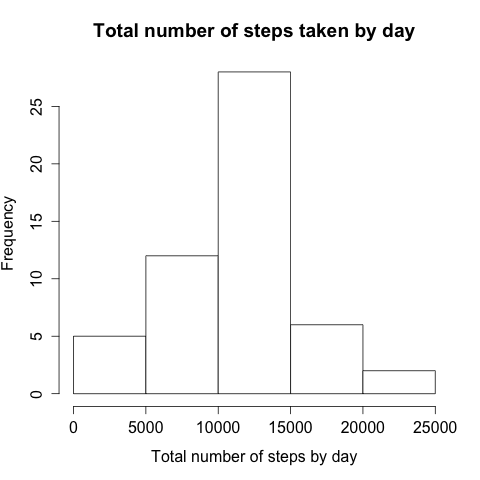 Total number of steps taken by day
Frequency
25
20
15
10
5
0
0 5000 10000 15000 20000 25000
Total number of steps by day